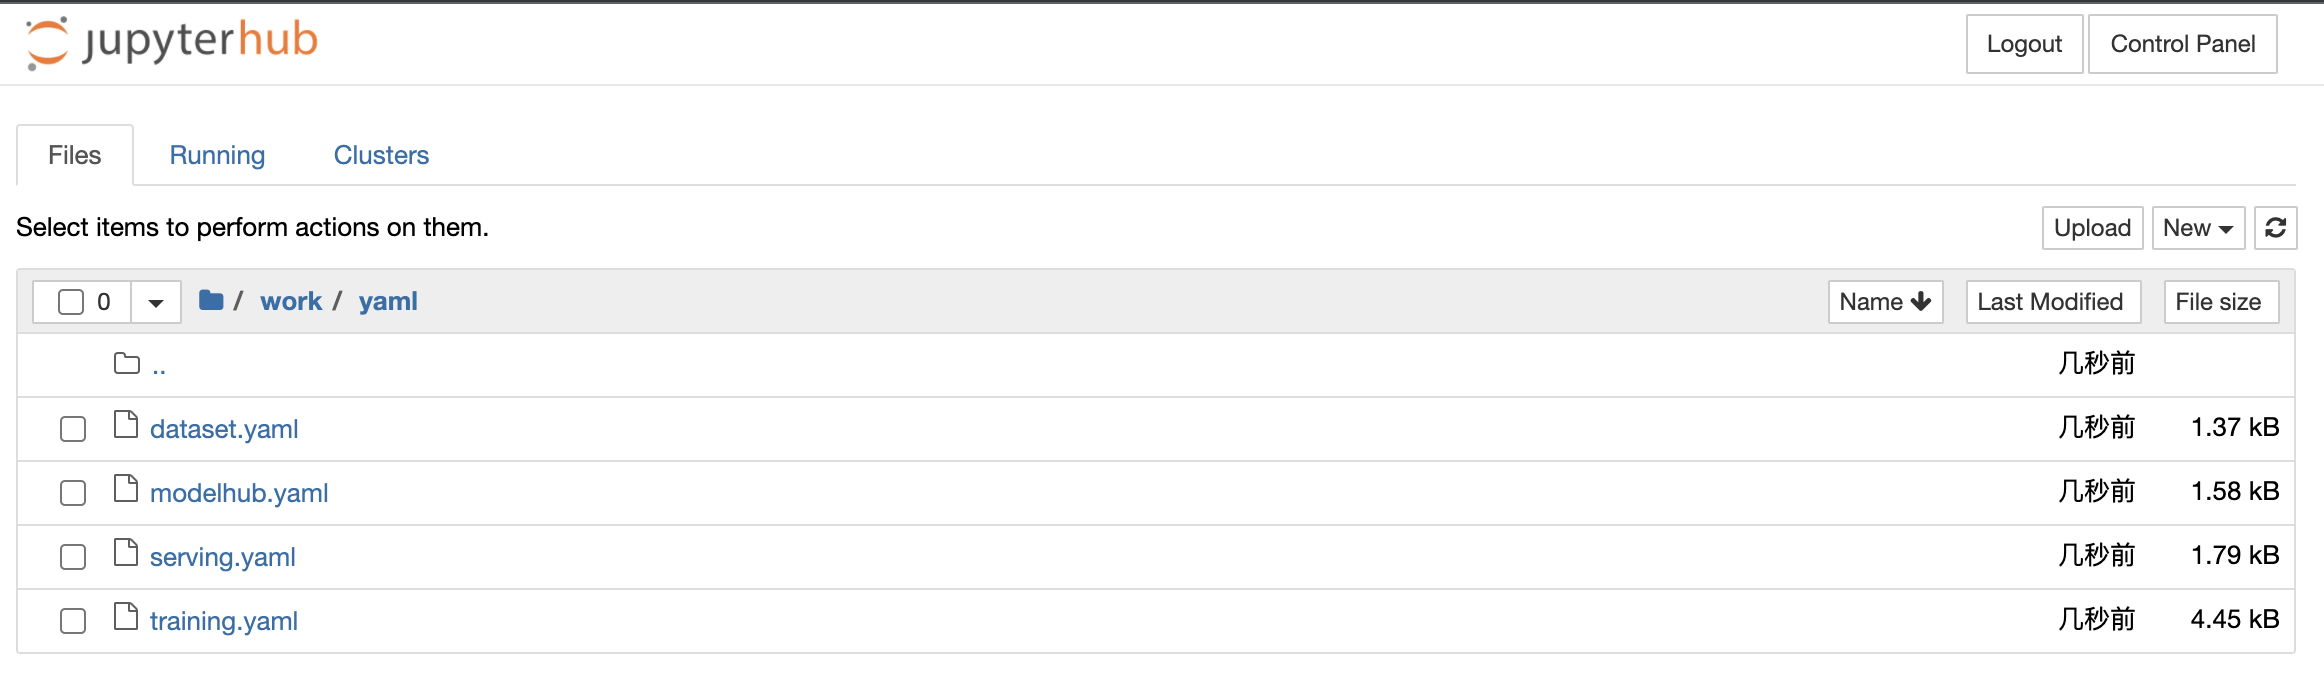 jupyterhub Logout Control Panel
Files Running Clusters
Select items to perform actions on them. Upload New
0 / work / yaml Name Last Modified File size
.. 几秒前
dataset.yaml 几秒前 1.37 kB
modelhub.yaml 几秒前 1.58 kB
serving.yaml 几秒前 1.79 kB
training.yaml 几秒前 4.45 kB